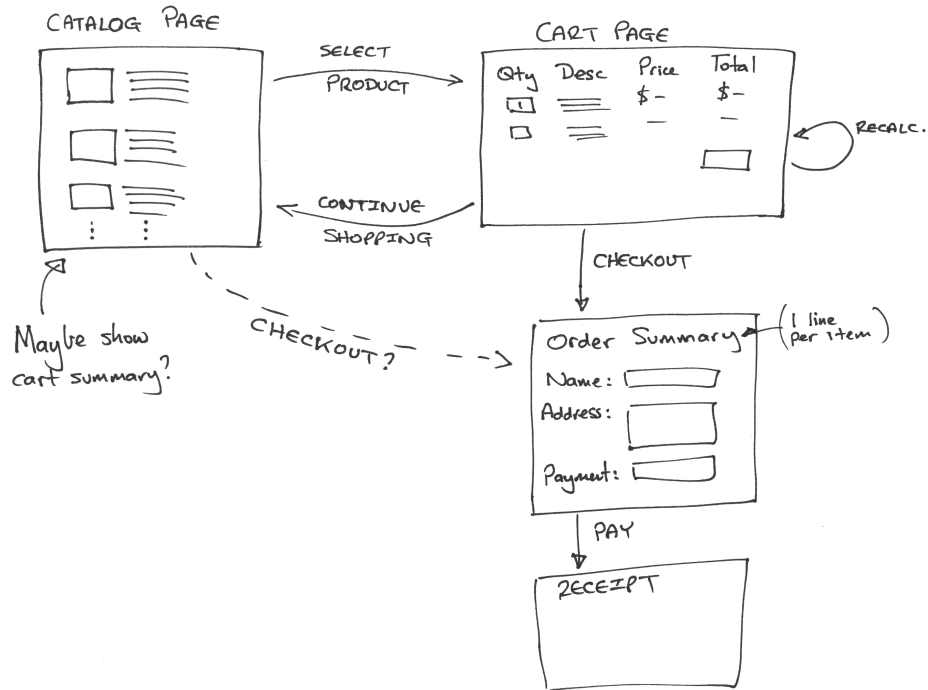 CATALOG PAGE
SELECT
PRODUCT
CART PAGE
Qty Desc Price Total
1 $- $-
RECALC.
CONTINUE
SHOPPING
CHECKOUT
Maybe show
cart summary?
CHECKOUT?
Order Summary
(1 line
per item)
Name:
Address:
Payment:
PAY
RECEIPT